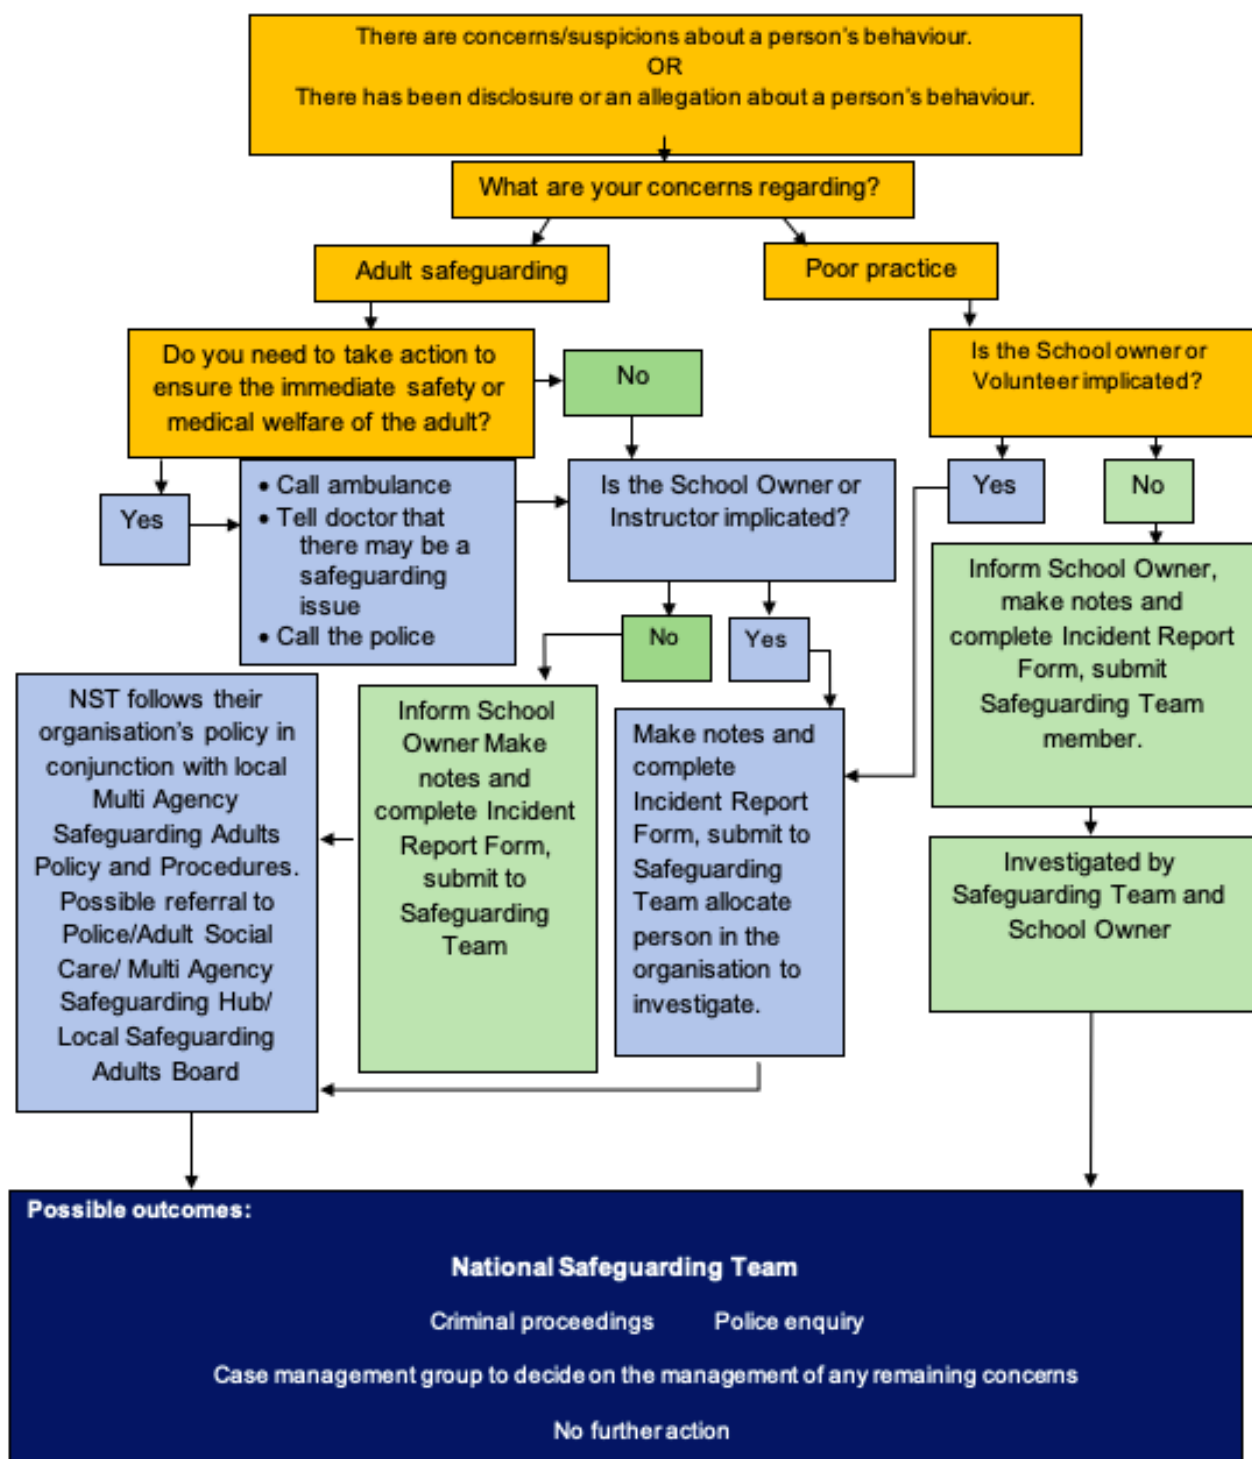 There are concerns/suspicions about a person's behaviour.
OR
There has been disclosure or an allegation about a person's behaviour.
What are your concerns regarding?
Adult safeguarding
Poor practice
Do you need to take action to
ensure the immediate safety or
medical welfare of the adult?
No
Is the School owner or
Volunteer implicated?
Yes
• Call ambulance
• Tell doctor that
there may be a
safeguarding
issue
• Call the police
Is the School Owner or
Instructor implicated?
Yes
No
No
Yes
Inform School Owner,
make notes and
complete Incident Report
Form, submit
Safeguarding Team
member.
NST follows their
organisation's policy in
conjunction with local
Multi Agency
Safeguarding Adults
Policy and Procedures.
Possible referral to
Police/Adult Social
Care/ Multi Agency
Safeguarding Hub/
Local Safeguarding
Adults Board
Inform School
Owner Make
notes and
complete Incident
Report Form,
submit to
Safeguarding
Team
Make notes and
complete
Incident Report
Form, submit to
Safeguarding
Team allocate
person in the
organisation to
investigate.
Investigated by
Safeguarding Team and
School Owner
Possible outcomes:
National Safeguarding Team
Criminal proceedings Police enquiry
Case management group to decide on the management of any remaining concerns
No further action